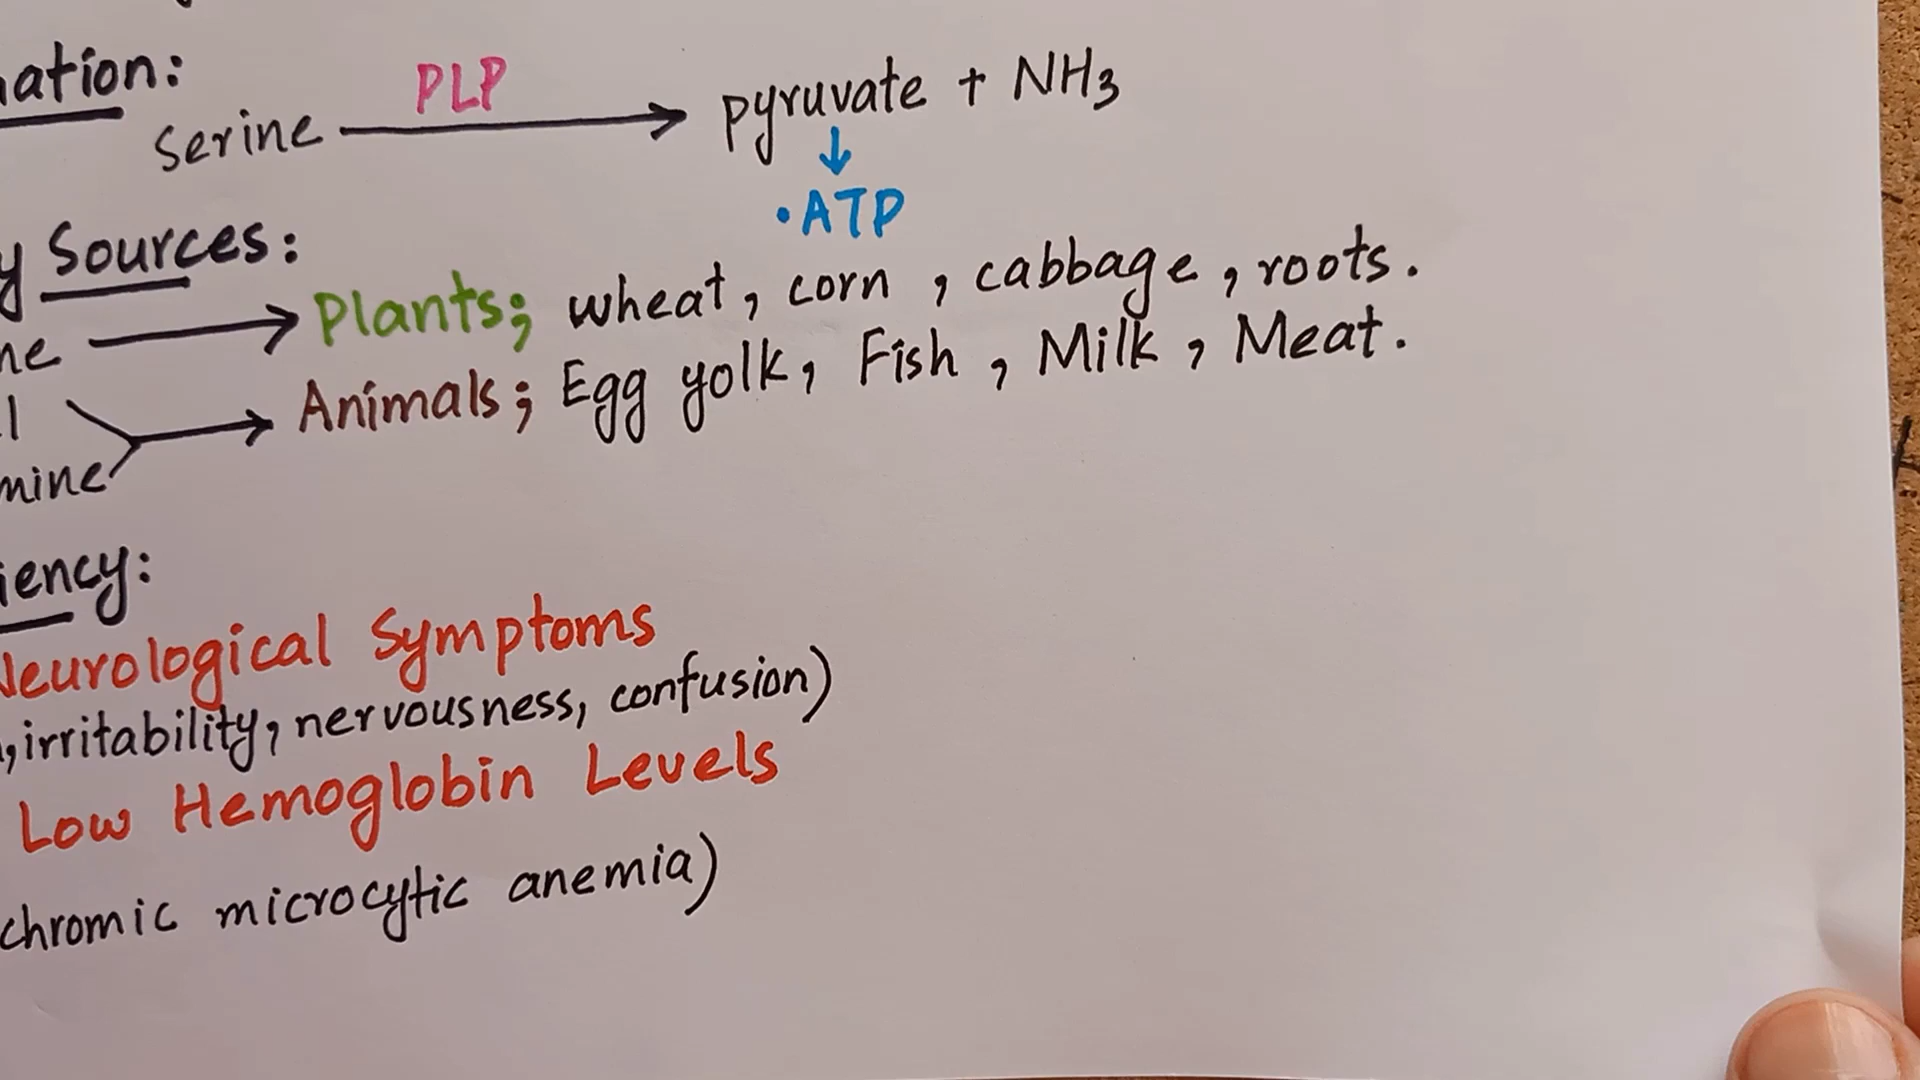 nation:
serine PLP → pyruvate + NH3
↓
• ATP
y Sources:
ne → Plants; wheat, corn, cabbage, roots.
l
mine → Animals; Egg yolk, Fish, Milk, Meat.
iency:
Neurological Symptoms
, irritability, nervousness, confusion)
Low Hemoglobin Levels
chromic microcytic anemia)